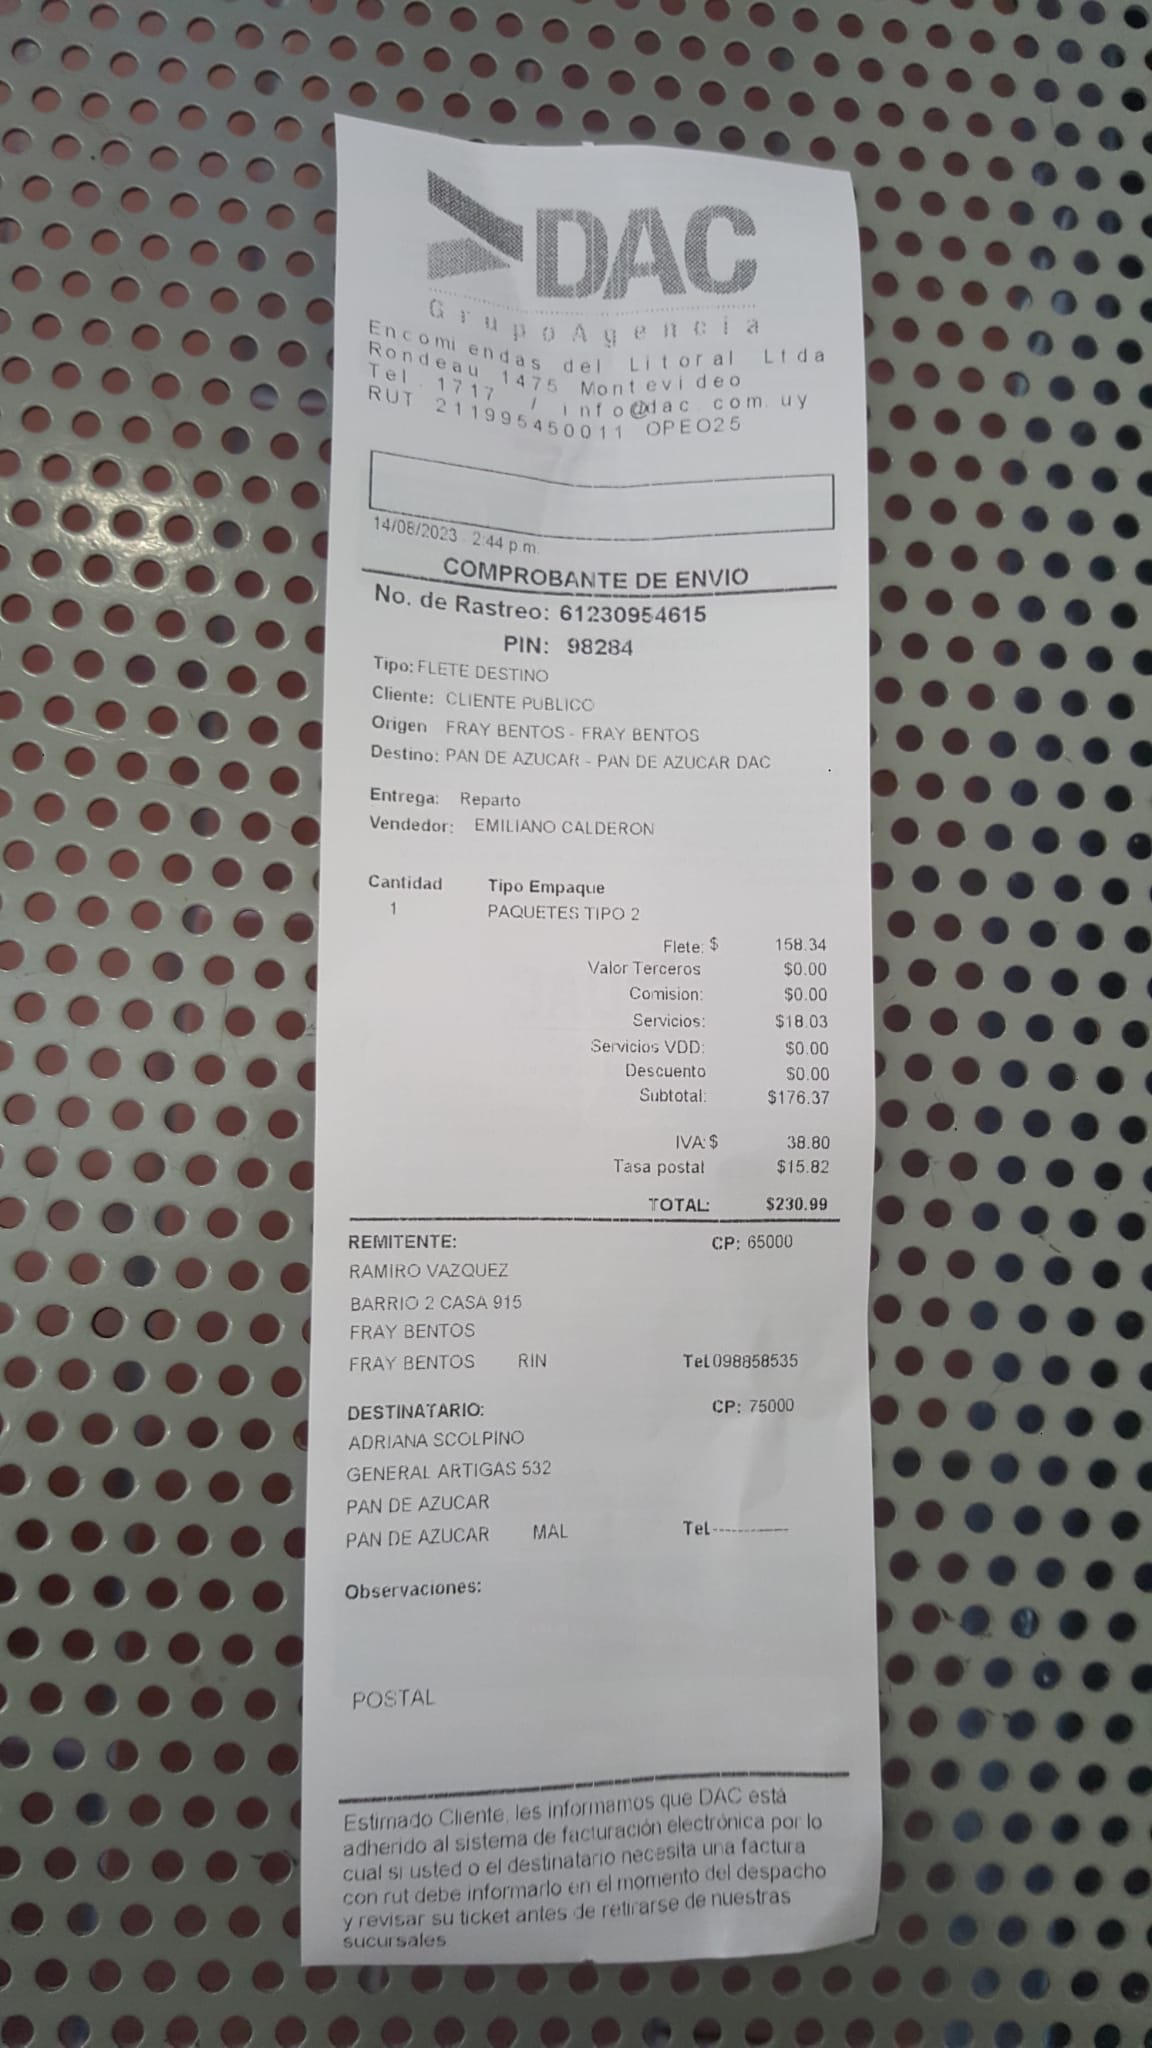 DAC
GrupoAgencia
Encomiendas del Litoral Ltda
Rondeau 1475 Montevideo
Tel. 1717 / info@dac.com.uy
RUT 211995450011 OPE025
14/08/2023 - 2:44 p.m.
COMPROBANTE DE ENVIO
No. de Rastreo: 61230954615
PIN: 98284
Tipo: FLETE DESTINO
Cliente: CLIENTE PUBLICO
Origen FRAY BENTOS - FRAY BENTOS
Destino: PAN DE AZUCAR - PAN DE AZUCAR DAC
Entrega: Reparto
Vendedor: EMILIANO CALDERON
Cantidad Tipo Empaque
1 PAQUETES TIPO 2
Flete: $ 158.34
Valor Terceros $0.00
Comision: $0.00
Servicios: $18.03
Servicios VDD: $0.00
Descuento $0.00
Subtotal: $176.37
IVA: $ 38.80
Tasa postal $15.82
TOTAL: $230.99
REMITENTE: CP: 65000
RAMIRO VAZQUEZ
BARRIO 2 CASA 915
FRAY BENTOS
FRAY BENTOS RIN Tel.098858535
DESTINATARIO: CP: 75000
ADRIANA SCOLPINO
GENERAL ARTIGAS 532
PAN DE AZUCAR
PAN DE AZUCAR MAL Tel.-----------
Observaciones:
POSTAL
Estimado Cliente, les informamos que DAC está
adherido al sistema de facturación electrónica por lo
cual si usted o el destinatario necesita una factura
con rut debe informarlo en el momento del despacho
y revisar su ticket antes de retirarse de nuestras
sucursales